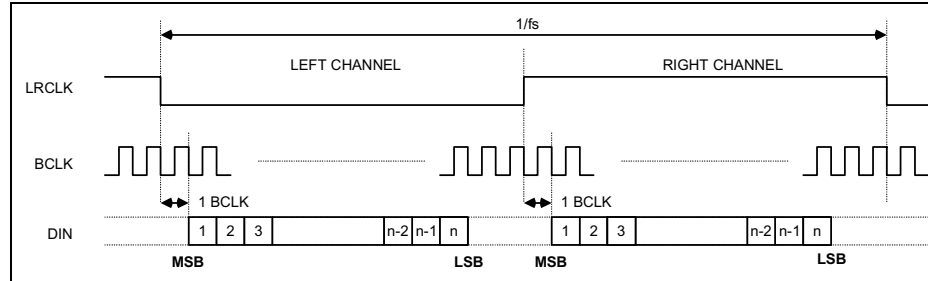 1/fs
LEFT CHANNEL RIGHT CHANNEL
LRCLK
BCLK
1 BCLK 1 BCLK
DIN 1 2 3 n-2 n-1 n 1 2 3 n-2 n-1 n
MSB LSB MSB LSB